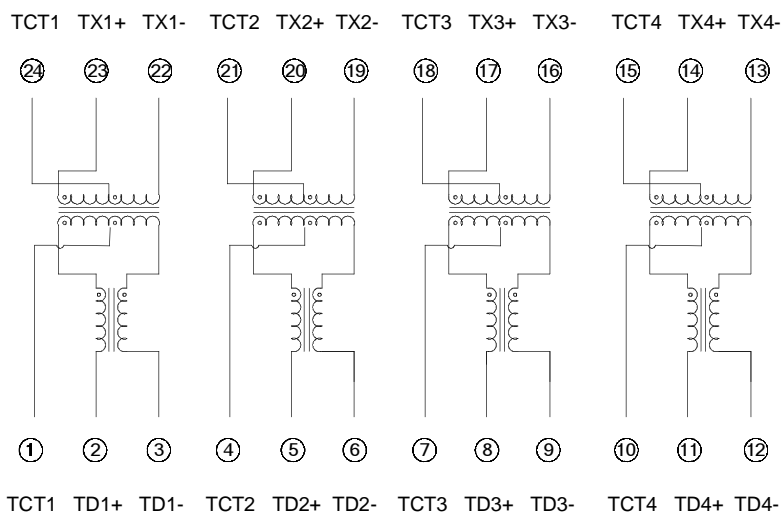 TCT1 TX1+ TX1- TCT2 TX2+ TX2- TCT3 TX3+ TX3- TCT4 TX4+ TX4-
24 23 22 21 20 19 18 17 16 15 14 13
1 2 3 4 5 6 7 8 9 10 11 12
TCT1 TD1+ TD1- TCT2 TD2+ TD2- TCT3 TD3+ TD3- TCT4 TD4+ TD4-